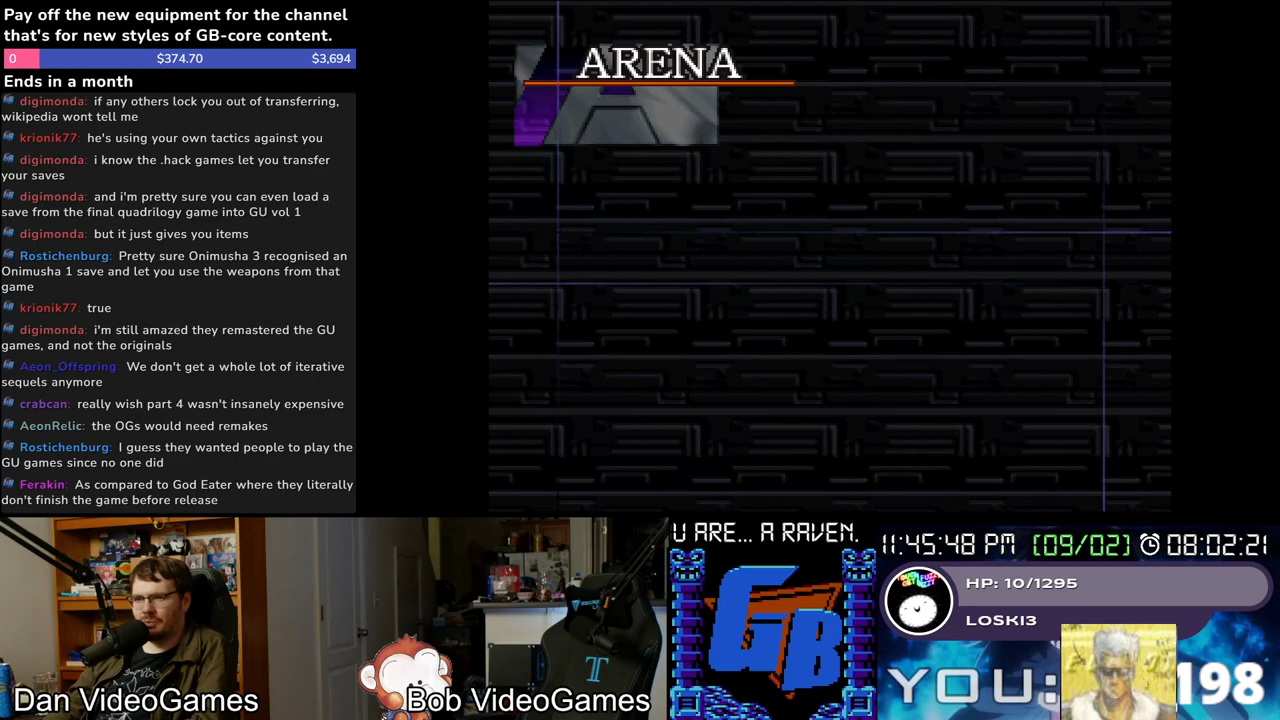 Pay off the new equipment for the channel
that's for new styles of GB-core content.
0 $374.70 $3,694
Ends in a month
digimonda: if any others lock you out of transferring,
wikipedia wont tell me
krionik77: he's using your own tactics against you
digimonda: i know the .hack games let you transfer
your saves
digimonda: and i'm pretty sure you can even load a
save from the final quadrilogy game into GU vol 1
digimonda: but it just gives you items
Rostichenburg: Pretty sure Onimusha 3 recognised an
Onimusha 1 save and let you use the weapons from that
game
krionik77: true
digimonda: i'm still amazed they remastered the GU
games, and not the originals
Aeon_Offspring: We don't get a whole lot of iterative
sequels anymore
crabcan: really wish part 4 wasn't insanely expensive
AeonRelic: the OGs would need remakes
Rostichenburg: I guess they wanted people to play the
GU games since no one did
Ferakin: As compared to God Eater where they literally
don't finish the game before release
ARENA
Dan VideoGames
Bob VideoGames
U ARE... A RAVEN.
GB
11:45:48 PM [09/02] 08:02:21
HP: 10/1295
LOSKI3
YOU: 198